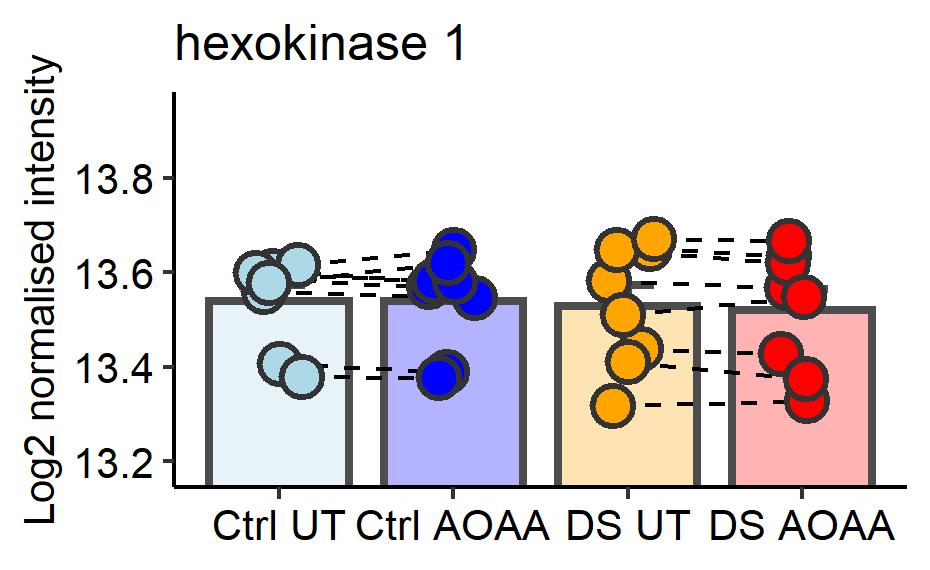 hexokinase 1
Log2 normalised intensity
13.8
13.6
13.4
13.2
Ctrl UT Ctrl AOAA DS UT DS AOAA